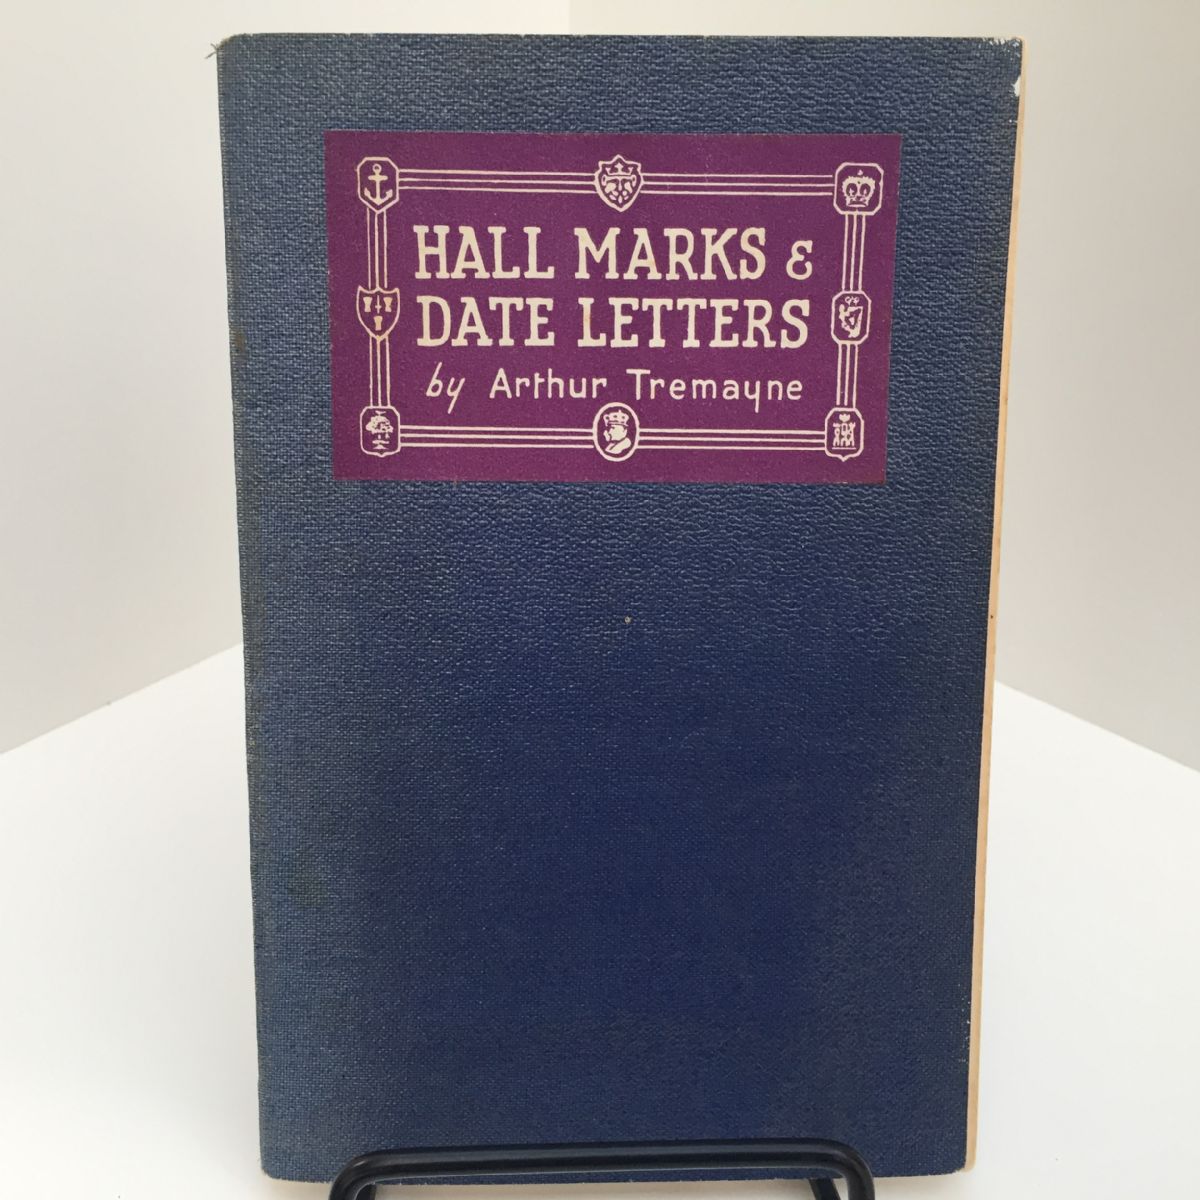 HALL MARKS &
DATE LETTERS
by Arthur Tremayne